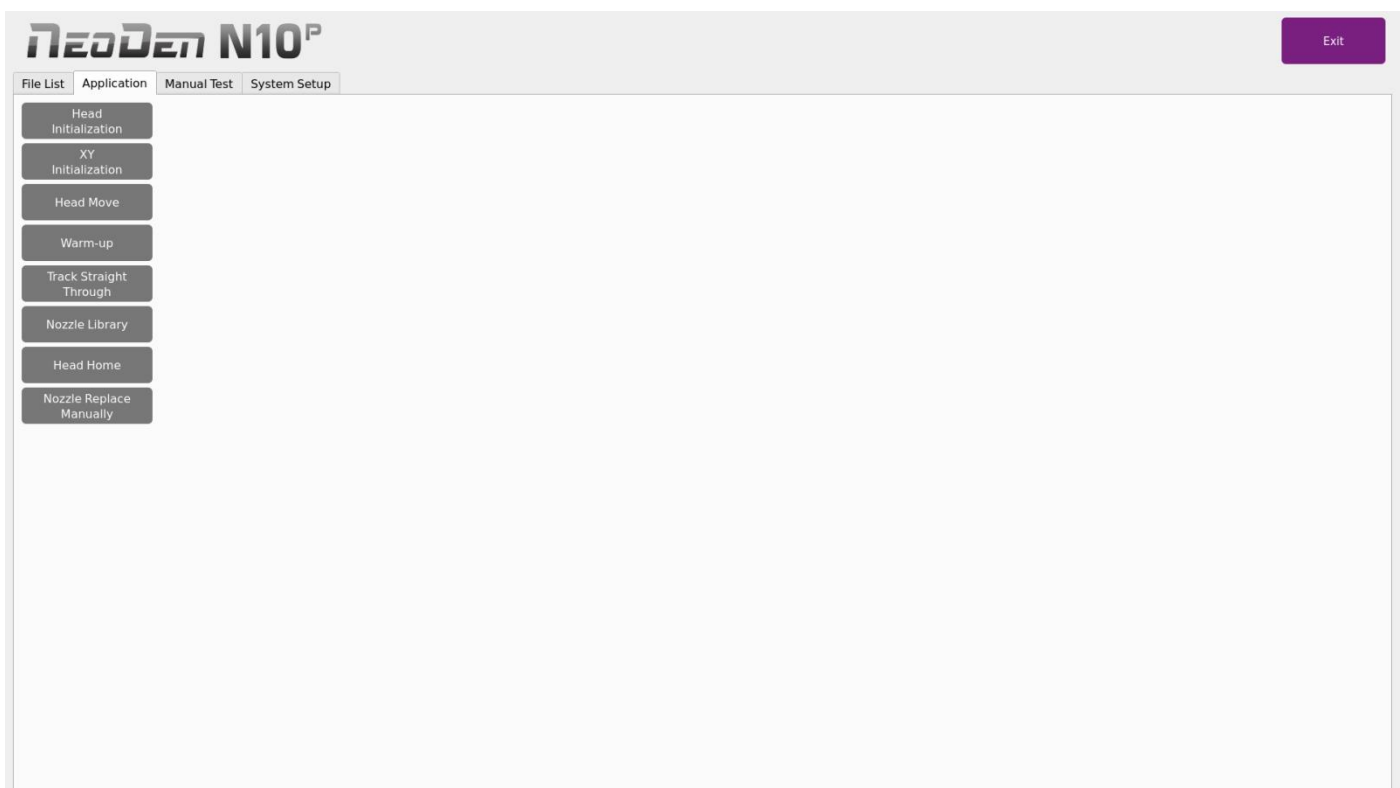 NeoDen N10P
Exit
File List Application Manual Test System Setup
Head
Initialization
XY
Initialization
Head Move
Warm-up
Track Straight
Through
Nozzle Library
Head Home
Nozzle Replace
Manually